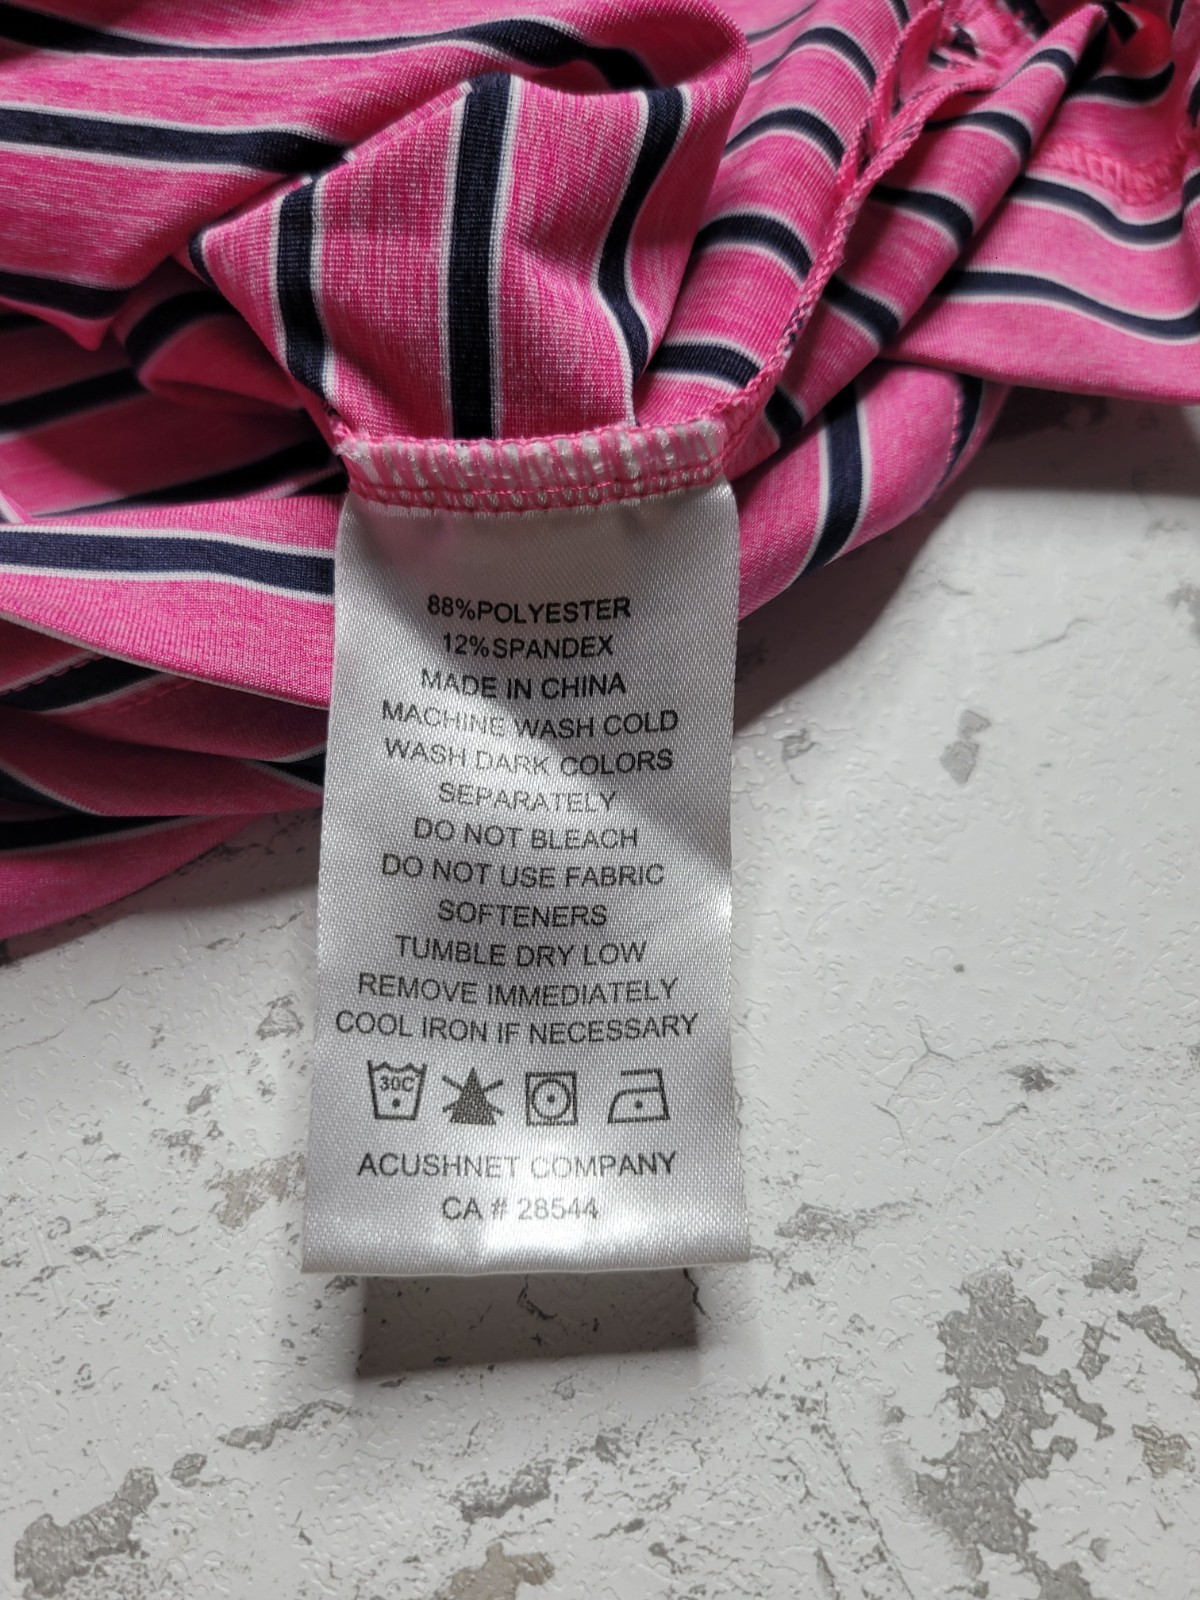 88%POLYESTER
12%SPANDEX
MADE IN CHINA
MACHINE WASH COLD
WASH DARK COLORS
SEPARATELY
DO NOT BLEACH
DO NOT USE FABRIC
SOFTENERS
TUMBLE DRY LOW
REMOVE IMMEDIATELY
COOL IRON IF NECESSARY
30C
ACUSHNET COMPANY
CA # 28544